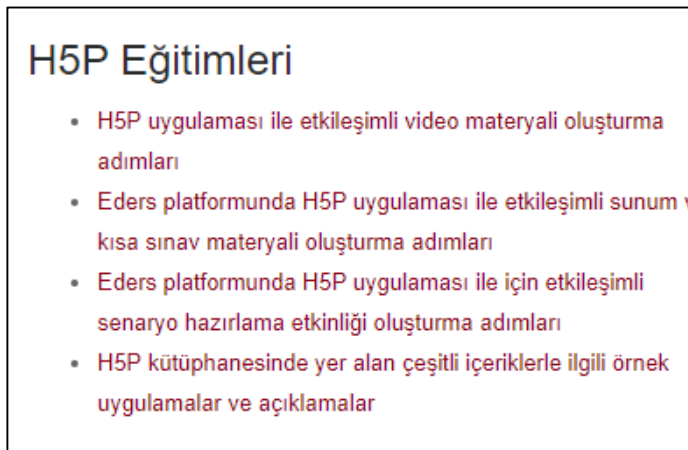 H5P Eğitimleri
H5P uygulaması ile etkileşimli video materyali oluşturma
adımları
Eders platformunda H5P uygulaması ile etkileşimli sunum
kısa sınav materyali oluşturma adımları
Eders platformunda H5P uygulaması ile için etkileşimli
senaryo hazırlama etkinliği oluşturma adımları
H5P kütüphanesinde yer alan çeşitli içeriklerle ilgili örnek
uygulamalar ve açıklamalar